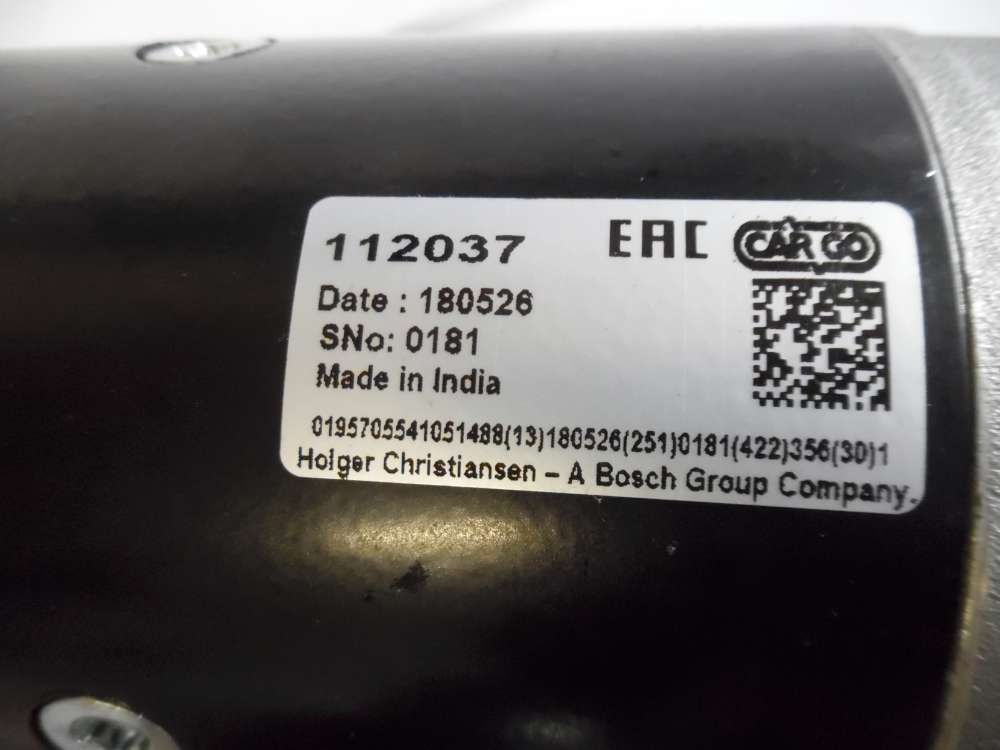 112037 EAC CARGO
Date : 180526
SNo: 0181
Made in India
0195705541051488(13)180526(251)0181(422)356(30)1
Holger Christiansen – A Bosch Group Company.